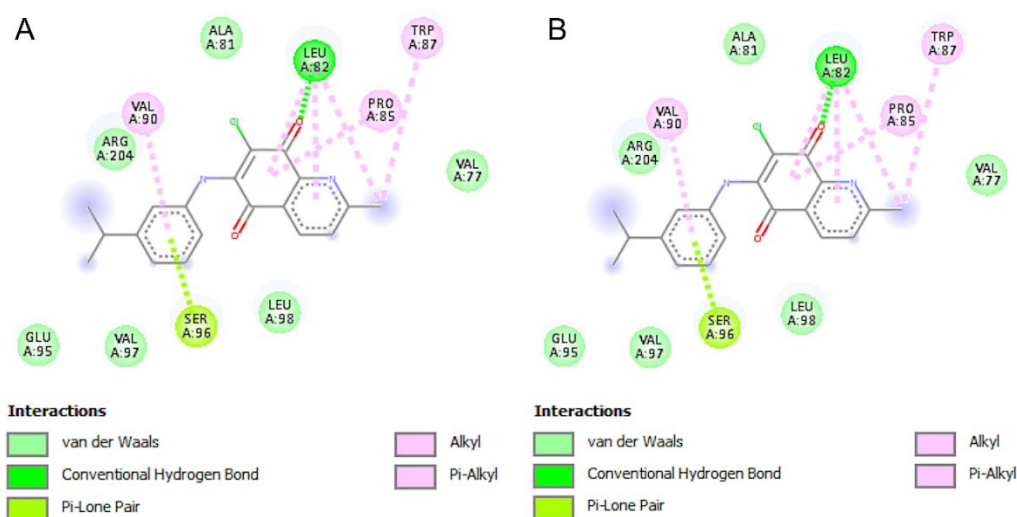 A
ALA
A:81
LEU
A:82
TRP
A:87
VAL
A:90
PRO
A:85
ARG
A:204
Cl
O
VAL
A:77
N
N
O
LEU
A:98
SER
A:96
GLU
A:95
VAL
A:97
Interactions
van der Waals
Conventional Hydrogen Bond
Pi-Lone Pair
Alkyl
Pi-Alkyl
B
ALA
A:81
LEU
A:82
TRP
A:87
VAL
A:90
PRO
A:85
ARG
A:204
Cl
O
VAL
A:77
N
N
O
LEU
A:98
SER
A:96
GLU
A:95
VAL
A:97
Interactions
van der Waals
Conventional Hydrogen Bond
Pi-Lone Pair
Alkyl
Pi-Alkyl